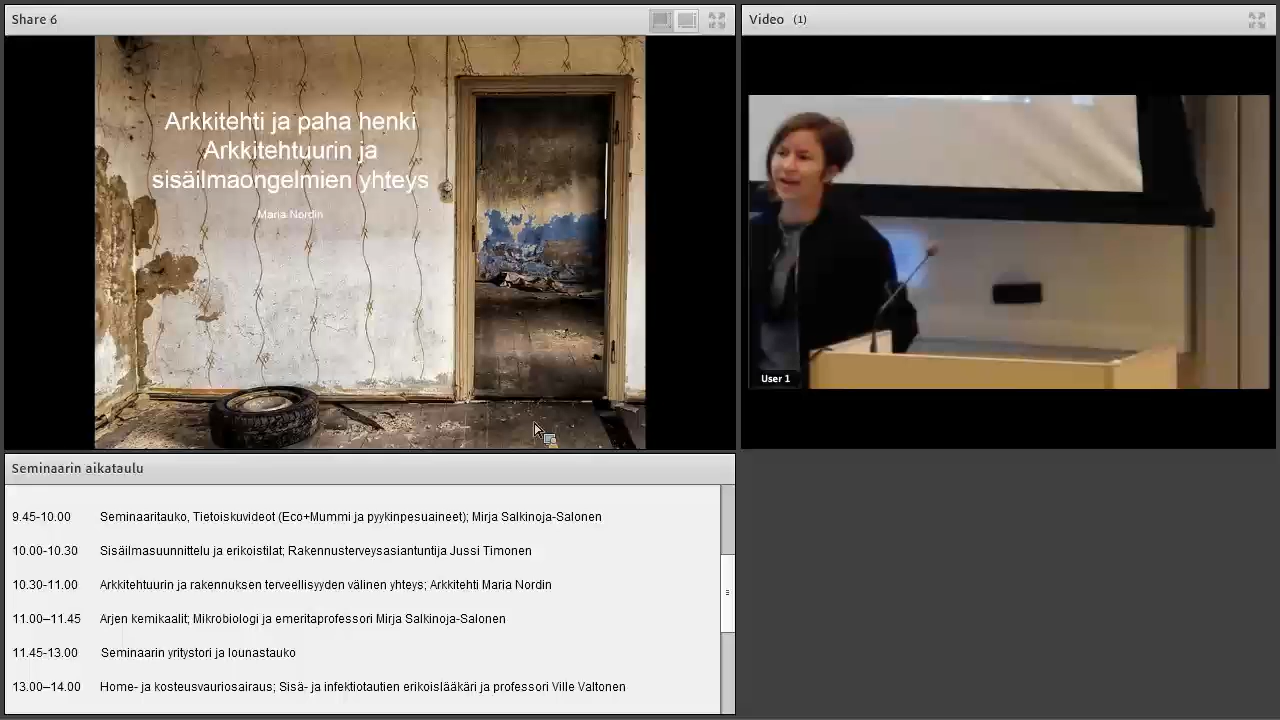 Share 6
Arkkitehti ja paha henki
Arkkitehtuurin ja
sisäilmaongelmien yhteys
Maria Nordin
Video (1)
User 1
Seminaarin aikataulu
9.45-10.00 Seminaaritauko, Tietoiskuvideot (Eco+Mummi ja pyykinpesuaineet); Mirja Salkinoja-Salonen
10.00-10.30 Sisäilmasuunnittelu ja erikoistilat; Rakennusterveysasiantuntija Jussi Timonen
10.30-11.00 Arkkitehtuurin ja rakennuksen terveellisyyden välinen yhteys; Arkkitehti Maria Nordin
11.00–11.45 Arjen kemikaalit; Mikrobiologi ja emeritaprofessori Mirja Salkinoja-Salonen
11.45-13.00 Seminaarin yritystori ja lounastauko
13.00–14.00 Home- ja kosteusvauriosairaus; Sisä- ja infektiotautien erikoislääkäri ja professori Ville Valtonen